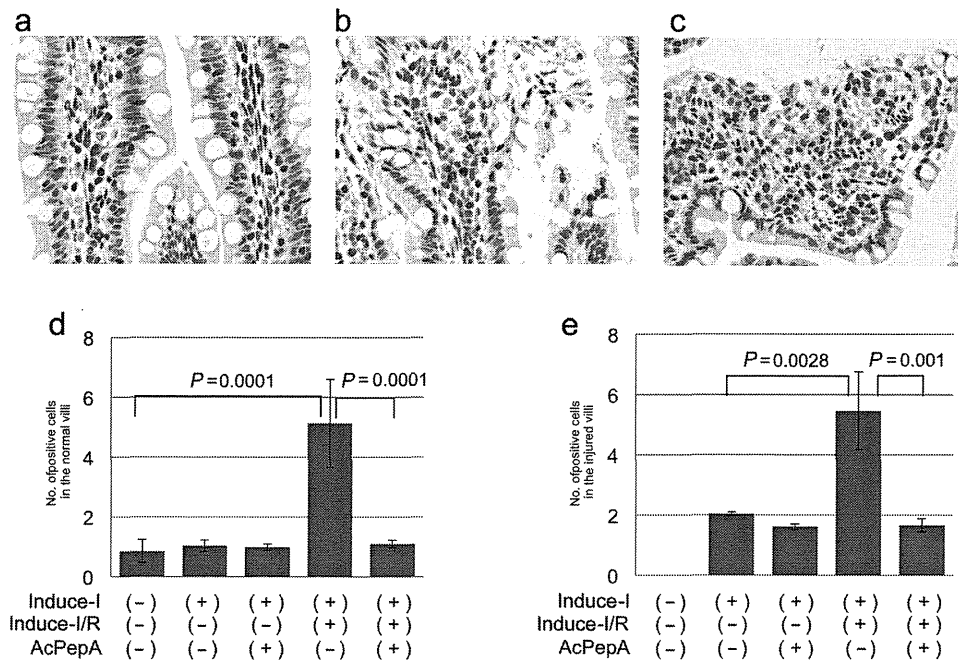 a
b
c
d
8
6
4
2
0
No. ofpositive cells
in the normal villi
P=0.0001
P=0.0001
Induce-I (-) (+) (+) (+) (+)
Induce-I/R (-) (-) (-) (+) (+)
AcPepA (-) (-) (+) (-) (+)
e
8
6
4
2
0
No. ofpositive cells
in the injured villi
P=0.0028
P=0.001
Induce-I (-) (+) (+) (+) (+)
Induce-I/R (-) (-) (-) (+) (+)
AcPepA (-) (-) (+) (-) (+)